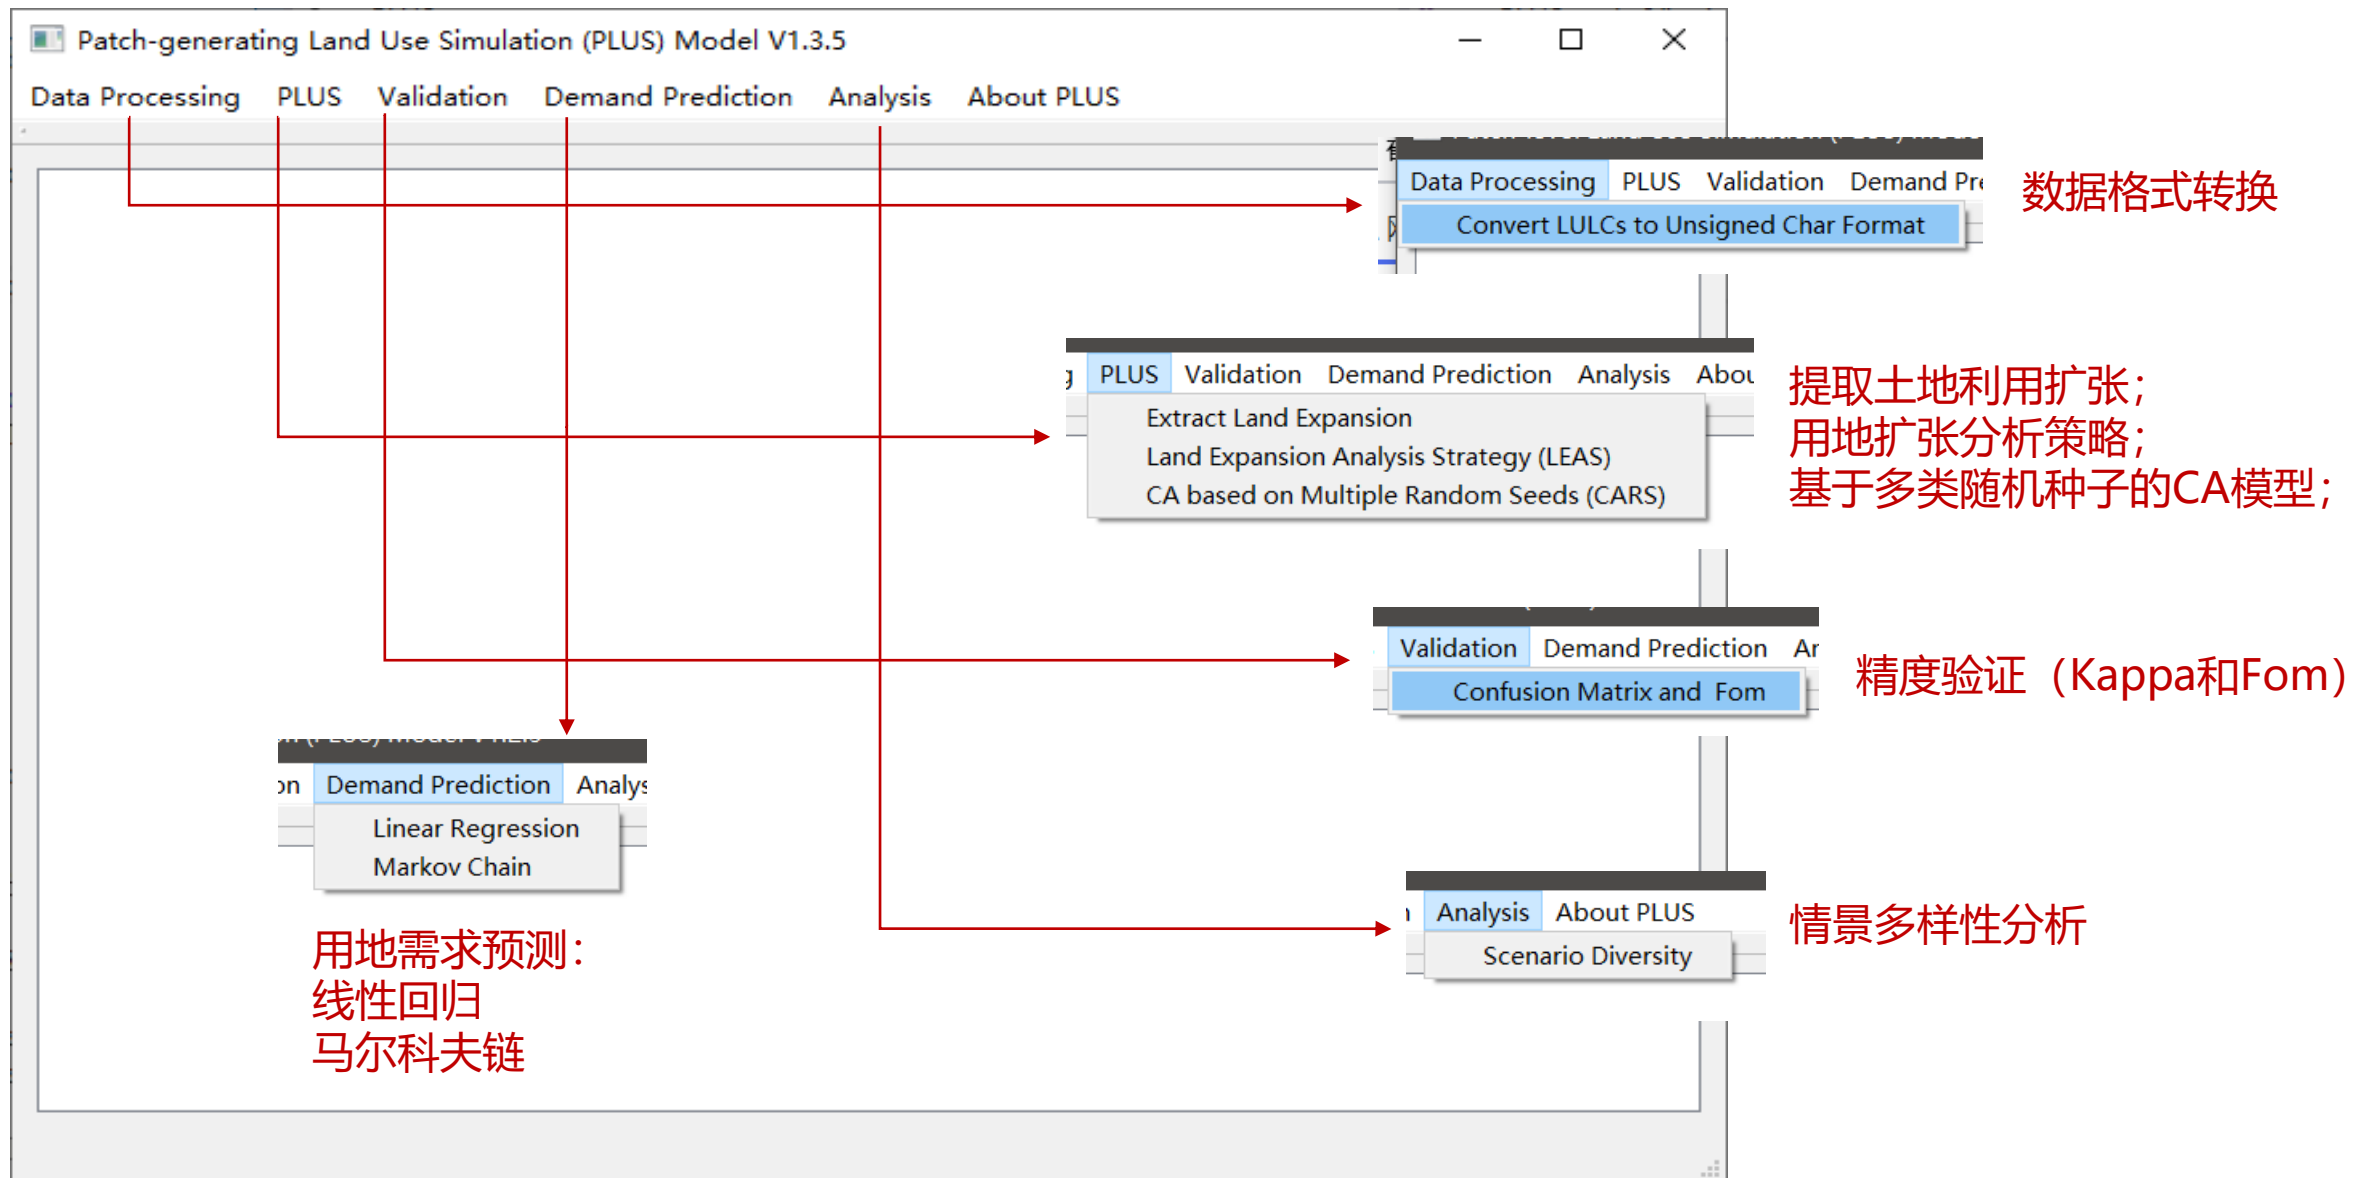 Patch-generating Land Use Simulation (PLUS) Model V1.3.5
Data Processing PLUS Validation Demand Prediction Analysis About PLUS
Data Processing PLUS Validation Demand
Convert LULCs to Unsigned Char Format
数据格式转换
PLUS Validation Demand Prediction Analysis
Extract Land Expansion
Land Expansion Analysis Strategy (LEAS)
CA based on Multiple Random Seeds (CARS)
提取土地利用扩张；
用地扩张分析策略；
基于多类随机种子的CA模型；
Validation Demand Prediction
Confusion Matrix and Fom
精度验证（Kappa和Fom）
Demand Prediction
Linear Regression
Markov Chain
用地需求预测：
线性回归
马尔科夫链
Analysis About PLUS
Scenario Diversity
情景多样性分析